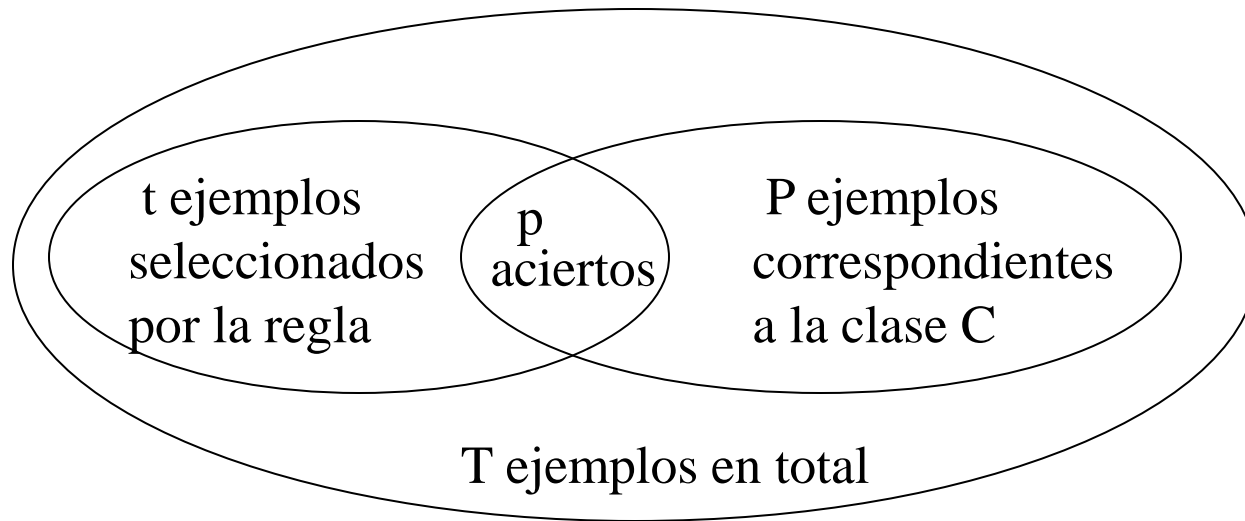 t ejemplos
seleccionados
por la regla
p
aciertos
P ejemplos
correspondientes
a la clase C
T ejemplos en total